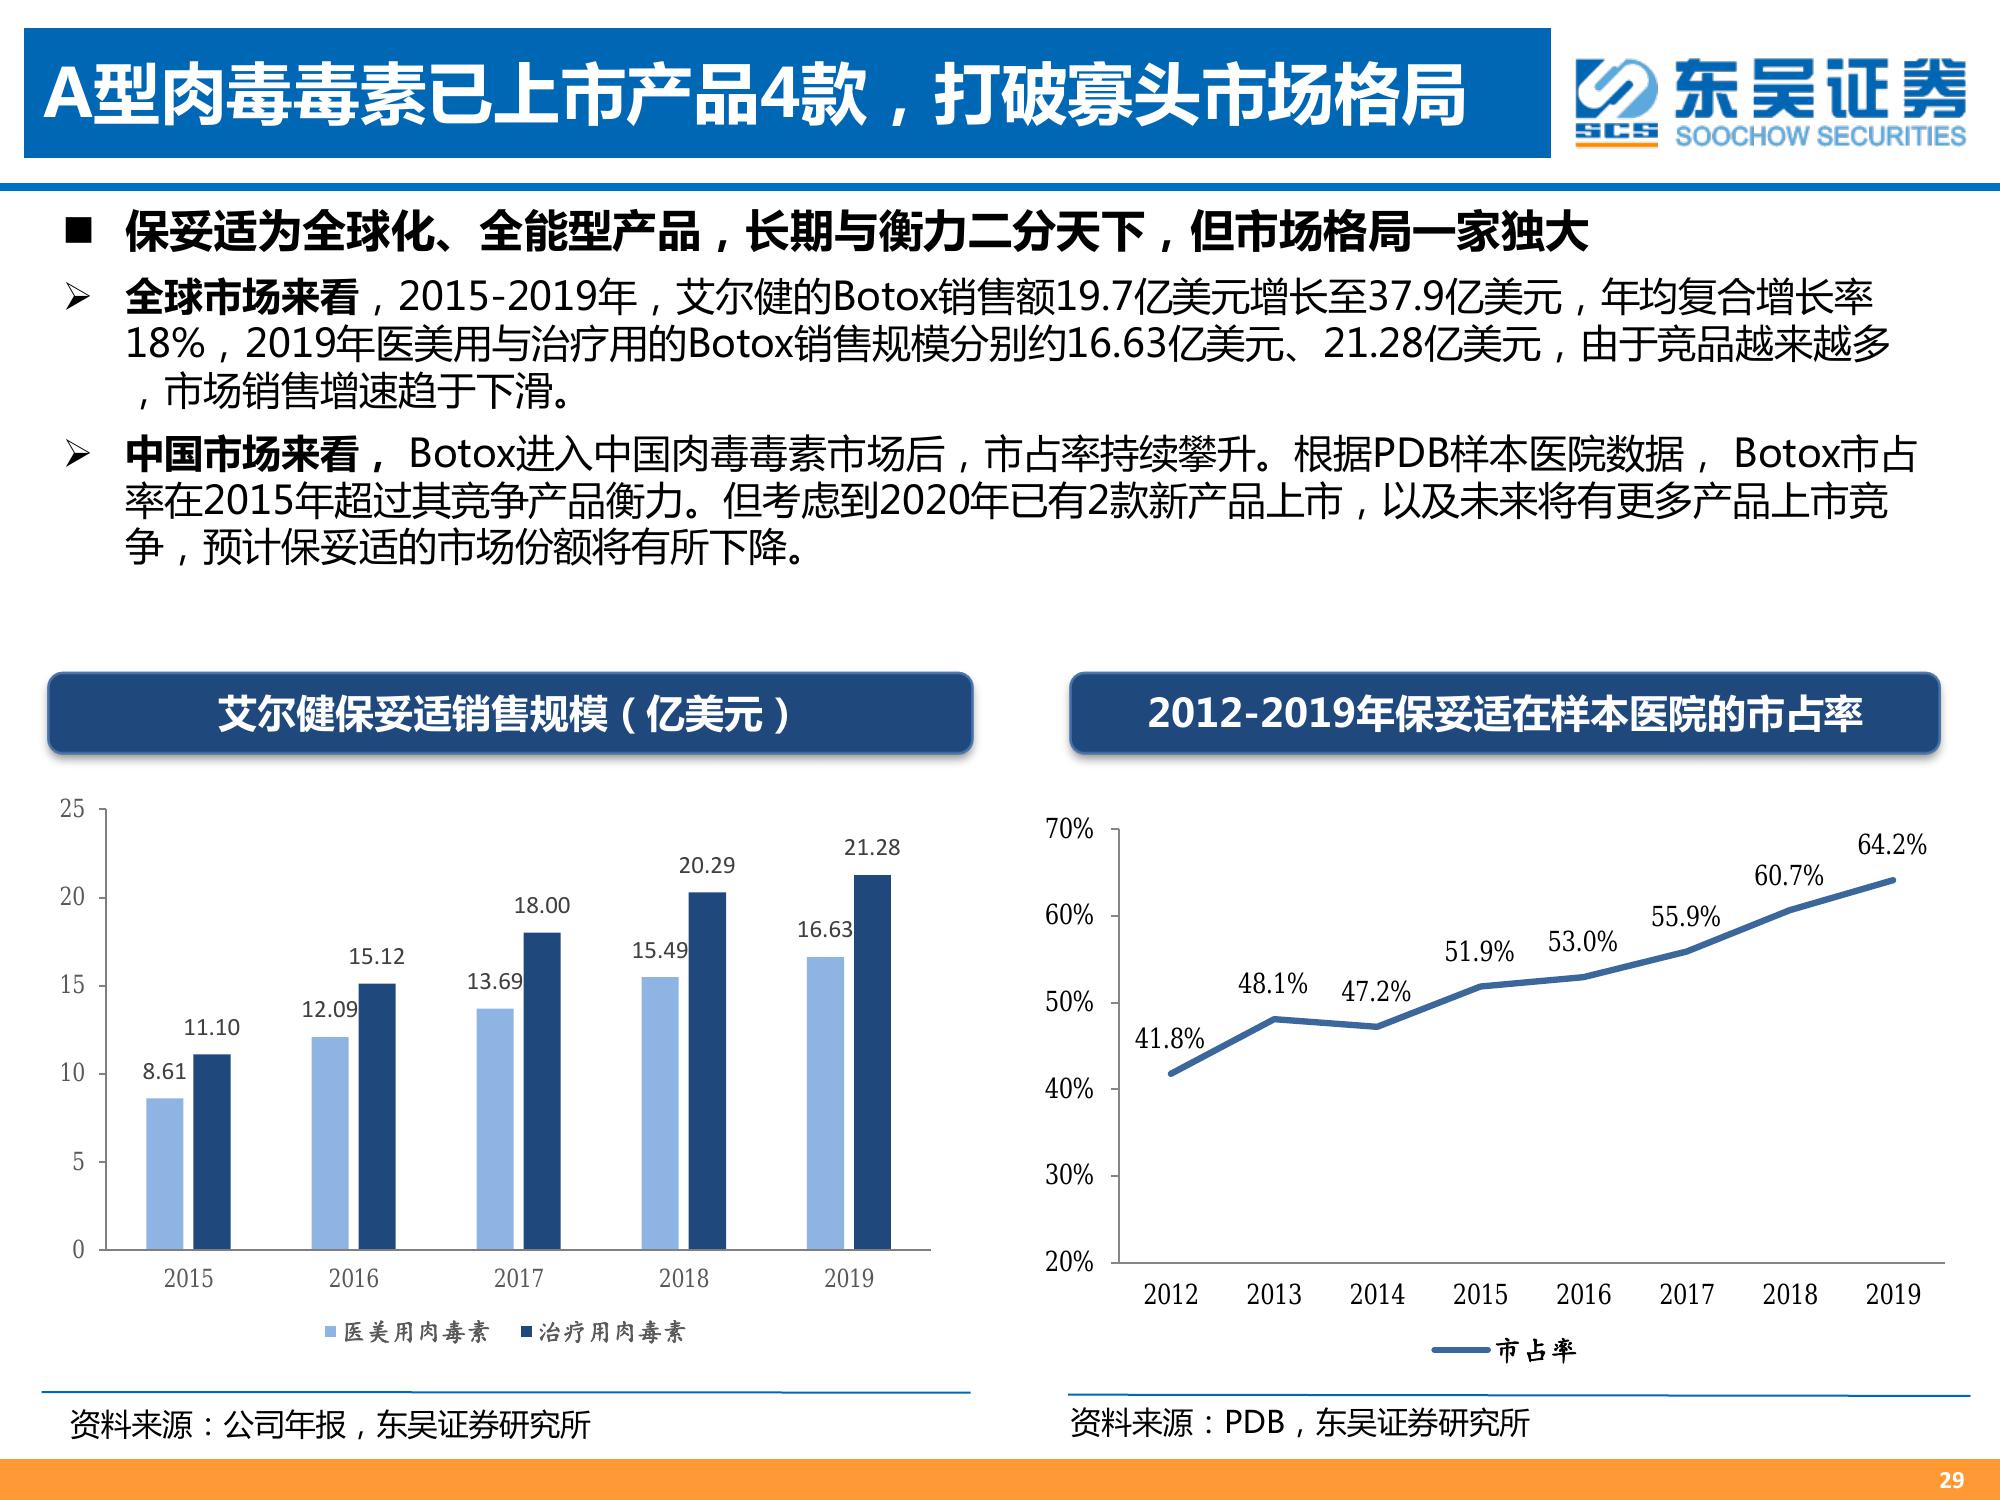 A型肉毒毒素已上市产品4款，打破寡头市场格局
SCS
东吴证券
SOOCHOW SECURITIES
■ 保妥适为全球化、全能型产品，长期与衡力二分天下，但市场格局一家独大
➢ 全球市场来看，2015-2019年，艾尔健的Botox销售额19.7亿美元增长至37.9亿美元，年均复合增长率
18%，2019年医美用与治疗用的Botox销售规模分别约16.63亿美元、21.28亿美元，由于竞品越来越多
，市场销售增速趋于下滑。
➢ 中国市场来看， Botox进入中国肉毒毒素市场后，市占率持续攀升。根据PDB样本医院数据， Botox市占
率在2015年超过其竞争产品衡力。但考虑到2020年已有2款新产品上市，以及未来将有更多产品上市竞
争，预计保妥适的市场份额将有所下降。
艾尔健保妥适销售规模（亿美元）
25
20
15
10
5
0
8.61
11.10
12.09
15.12
13.69
18.00
15.49
20.29
16.63
21.28
2015 2016 2017 2018 2019
医美用肉毒素 治疗用肉毒素
资料来源：公司年报，东吴证券研究所
2012-2019年保妥适在样本医院的市占率
70%
60%
50%
40%
30%
20%
41.8%
48.1%
47.2%
51.9%
53.0%
55.9%
60.7%
64.2%
2012 2013 2014 2015 2016 2017 2018 2019
市占率
资料来源：PDB，东吴证券研究所
29